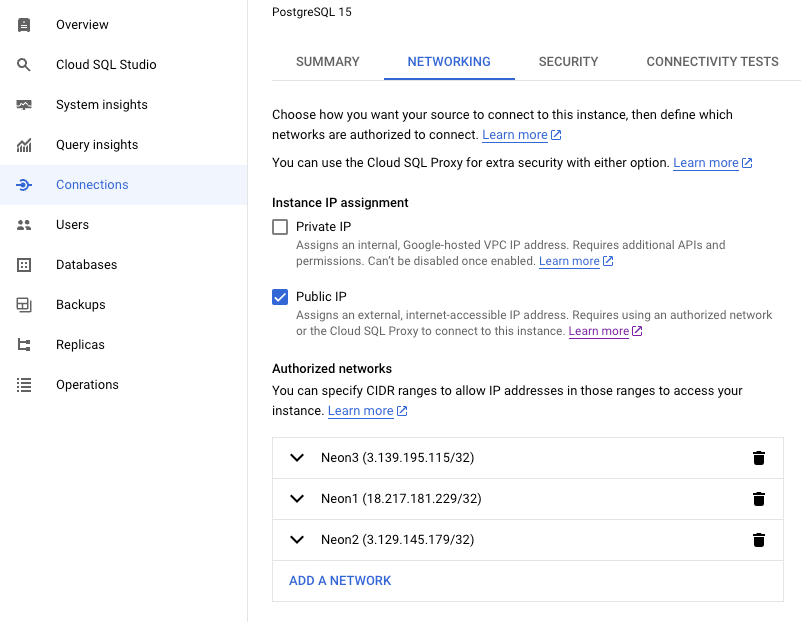 Overview
Cloud SQL Studio
System insights
Query insights
Connections
Users
Databases
Backups
Replicas
Operations
PostgreSQL 15
SUMMARY
NETWORKING
SECURITY
CONNECTIVITY TESTS
Choose how you want your source to connect to this instance, then define which
networks are authorized to connect. Learn more
You can use the Cloud SQL Proxy for extra security with either option. Learn more
Instance IP assignment
Private IP
Assigns an internal, Google-hosted VPC IP address. Requires additional APIs and
permissions. Can't be disabled once enabled. Learn more
Public IP
Assigns an external, internet-accessible IP address. Requires using an authorized network
or the Cloud SQL Proxy to connect to this instance. Learn more
Authorized networks
You can specify CIDR ranges to allow IP addresses in those ranges to access your
instance. Learn more
Neon3 (3.139.195.115/32)
Neon1 (18.217.181.229/32)
Neon2 (3.129.145.179/32)
ADD A NETWORK